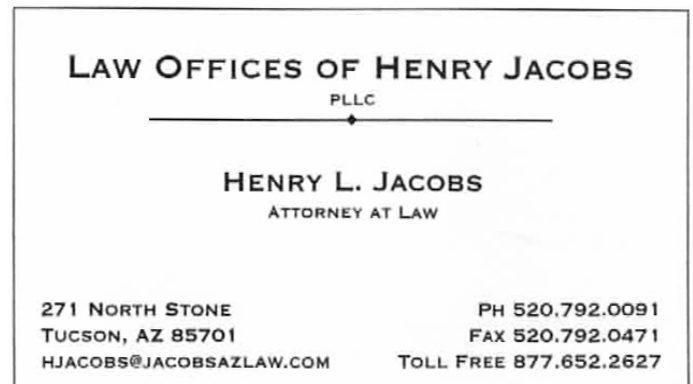 Law Offices of Henry Jacobs
PLLC
Henry L. Jacobs
Attorney at Law
271 North Stone
Tucson, AZ 85701
hjacobs@jacobsazlaw.com
Ph 520.792.0091
Fax 520.792.0471
Toll Free 877.652.2627